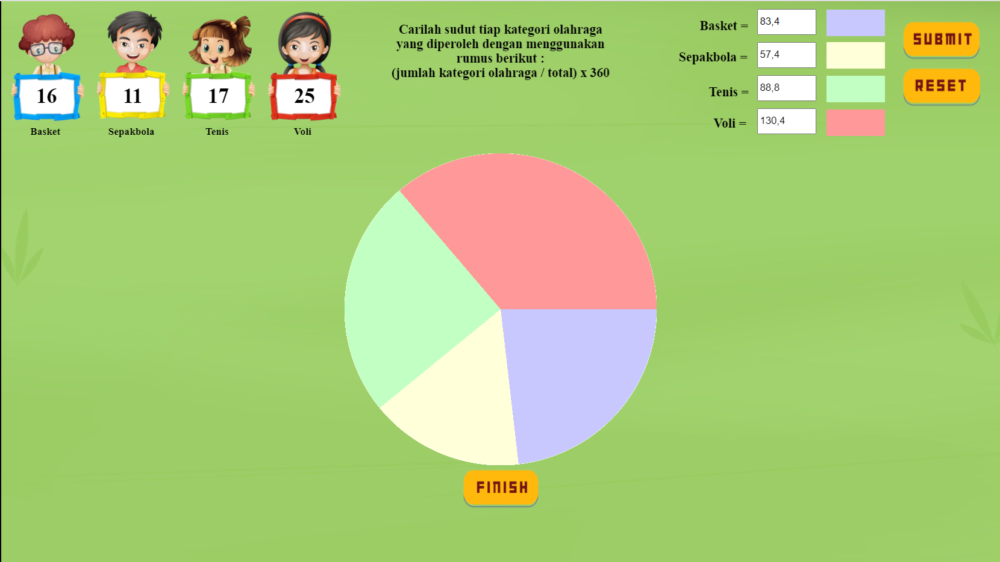 16
11
17
25
Basket
Sepakbola
Tenis
Voli
Carilah sudut tiap kategori olahraga
yang diperoleh dengan menggunakan
rumus berikut :
(jumlah kategori olahraga / total) x 360
Basket = 83,4
Sepakbola = 57,4
Tenis = 88,8
Voli = 130,4
SUBMIT
RESET
FINISH